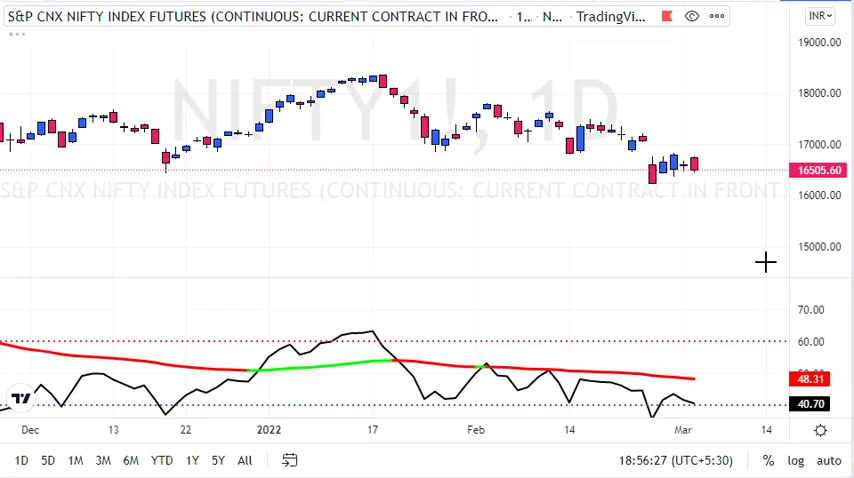 S&P CNX NIFTY INDEX FUTURES (CONTINUOUS: CURRENT CONTRACT IN FRO... · 1... · N... · TradingVi...
INR
19000.00
18000.00
NIFTY1!, 1D
17000.00
16505.60
S&P CNX NIFTY INDEX FUTURES (CONTINUOUS: CURRENT CONTRACT IN FRONT)
16000.00
15000.00
70.00
60.00
48.31
40.70
Dec 13 22 2022 17 Feb 14 Mar 14
1D 5D 1M 3M 6M YTD 1Y 5Y All 18:56:27 (UTC+5:30) % log auto